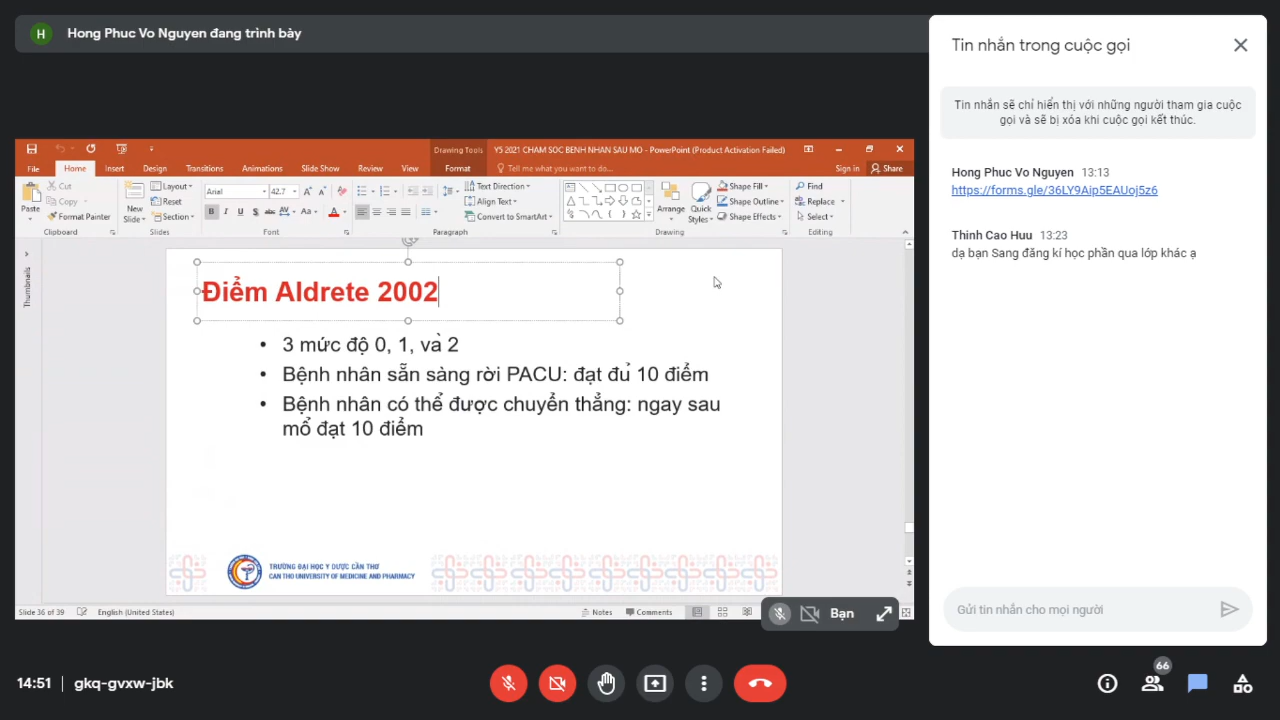 H
Hong Phuc Vo Nguyen đang trình bày
Tin nhắn trong cuộc gọi
Tin nhắn sẽ chỉ hiển thị với những người tham gia cuộc
gọi và sẽ bị xóa khi cuộc gọi kết thúc.
Hong Phuc Vo Nguyen 13:13
https://forms.gle/36LY9Aip5EAUoj5z6
Thinh Cao Huu 13:23
dạ bạn Sang đăng kí học phần qua lớp khác ạ
Gửi tin nhắn cho mọi người
Drawing Tools
Y5 2021 CHAM SOC BENH NHAN SAU MO - PowerPoint (Product Activation Failed)
File Home Insert Design Transitions Animations Slide Show Review View Format Tell me what you want to do... Sign in Share
Paste
Cut
Copy
Format Painter
Clipboard
New
Slide
Layout
Reset
Section
Slides
Arial 42.7
B I U S abc AV Aa A
Font
Text Direction
Align Text
Convert to SmartArt
Paragraph
Arrange
Quick
Styles
Shape Fill
Shape Outline
Shape Effects
Drawing
Find
Replace
Select
Editing
Thumbnails
Điểm Aldrete 2002
• 3 mức độ 0, 1, và 2
• Bệnh nhân sẵn sàng rời PACU: đạt đủ 10 điểm
• Bệnh nhân có thể được chuyển thẳng: ngay sau
mổ đạt 10 điểm
TRƯỜNG ĐẠI HỌC Y DƯỢC CẦN THƠ
CAN THO UNIVERSITY OF MEDICINE AND PHARMACY
Slide 36 of 39 English (United States) Notes Comments
Bạn
14:51 | gkq-gvxw-jbk
66